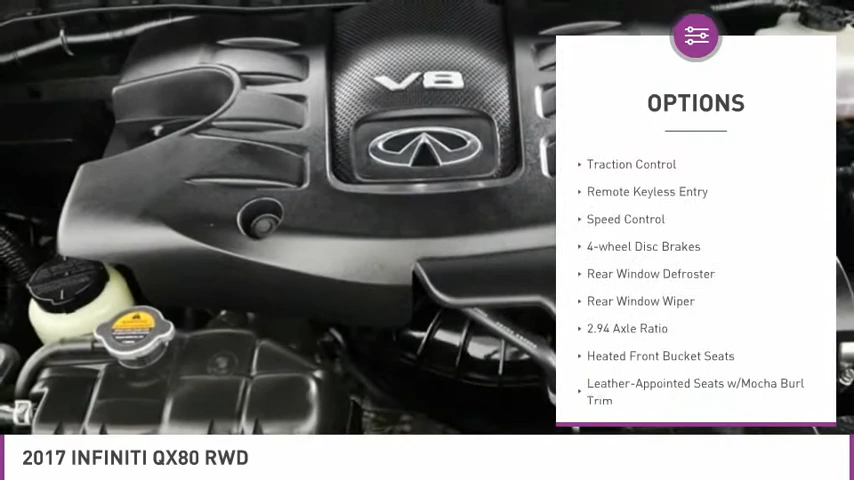 V8
OPTIONS
Traction Control
Remote Keyless Entry
Speed Control
4-wheel Disc Brakes
Rear Window Defroster
Rear Window Wiper
2.94 Axle Ratio
Heated Front Bucket Seats
Leather-Appointed Seats w/Mocha Burl
Trim
2017 INFINITI QX80 RWD